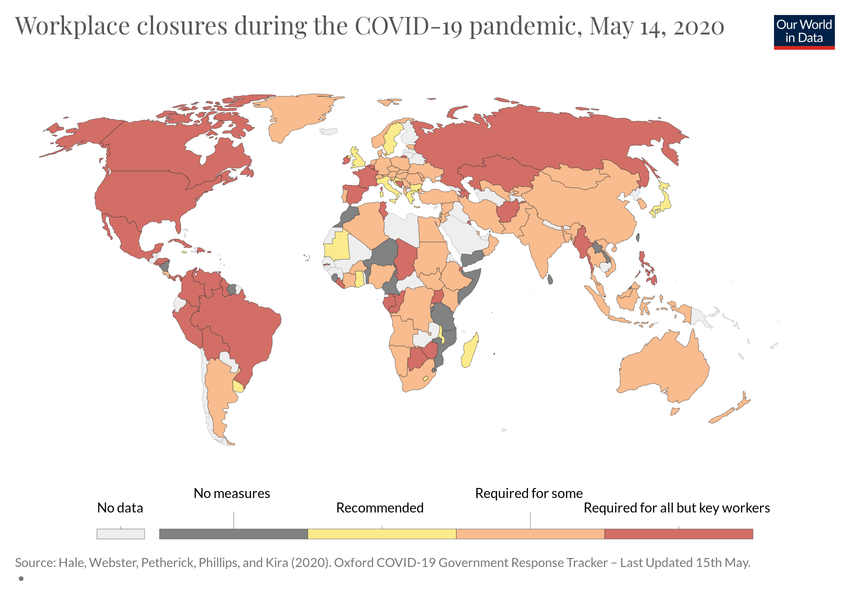 Workplace closures during the COVID-19 pandemic, May 14, 2020
Our World
in Data
No data
No measures
Recommended
Required for some
Required for all but key workers
Source: Hale, Webster, Petherick, Phillips, and Kira (2020). Oxford COVID-19 Government Response Tracker – Last Updated 15th May.